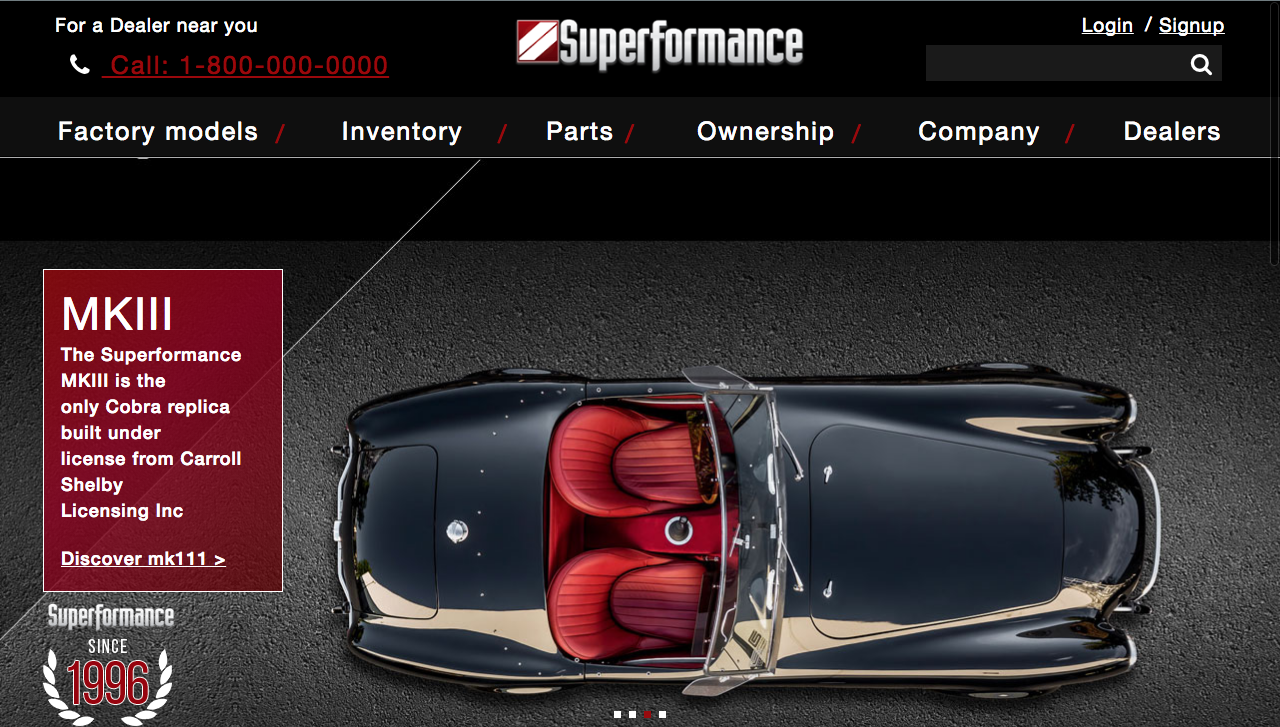 For a Dealer near you
Call: 1-800-000-0000
Superformance
Login / Signup
Factory models / Inventory / Parts / Ownership / Company / Dealers
MKIII
The Superformance
MKIII is the
only Cobra replica
built under
license from Carroll
Shelby
Licensing Inc
Discover mk111 >
Superformance
SINCE
1996